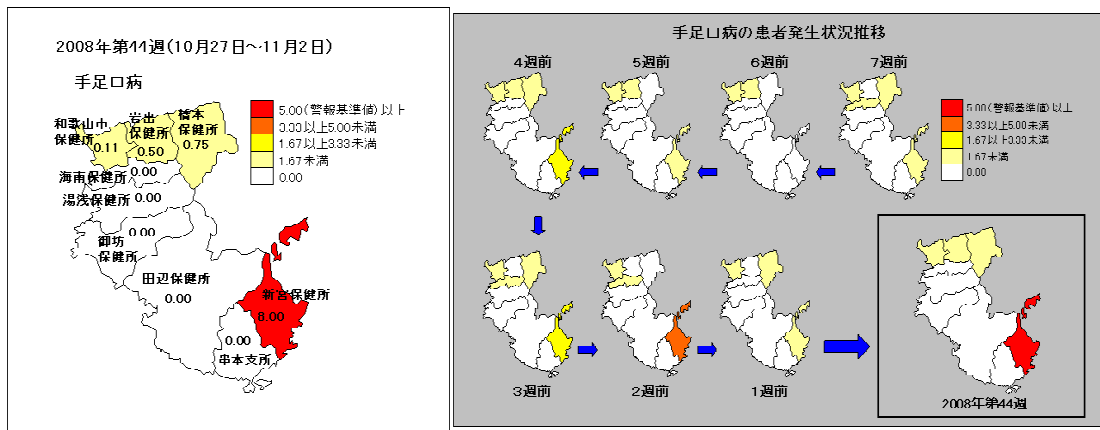 2008年第44週(10月27日～11月2日)
手足口病
5.00(警報基準値)以上
3.33以上5.00未満
1.67以上3.33未満
1.67未満
0.00
和歌山市
保健所
0.11
岩出
保健所
0.50
橋本
保健所
0.75
0.00
海南保健所
0.00
湯浅保健所
0.00
御坊
保健所
田辺保健所
0.00
新宮保健所
6.00
0.00
串本支所
手足口病の患者発生状況推移
4週前
5週前
6週前
7週前
5.00(警報基準値)以上
3.33以上5.00未満
1.67以上3.33未満
1.67未満
0.00
3週前
2週前
1週前
2008年第44週